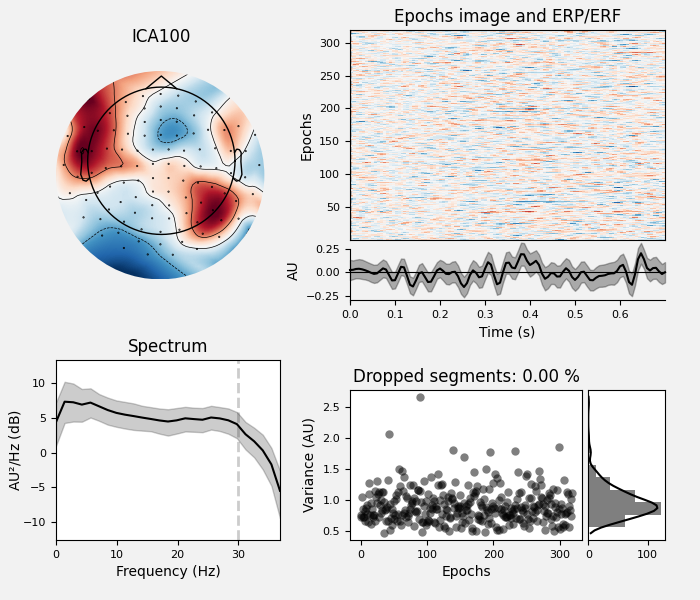 ICA100
Epochs image and ERP/ERF
300
250
200
150
100
50
Epochs
0.25
0.00
−0.25
AU
0.0 0.1 0.2 0.3 0.4 0.5 0.6
Time (s)
Spectrum
10
5
0
−5
−10
AU²/Hz (dB)
0 10 20 30
Frequency (Hz)
Dropped segments: 0.00 %
2.5
2.0
1.5
1.0
0.5
Variance (AU)
0 100 200 300
Epochs
0 100